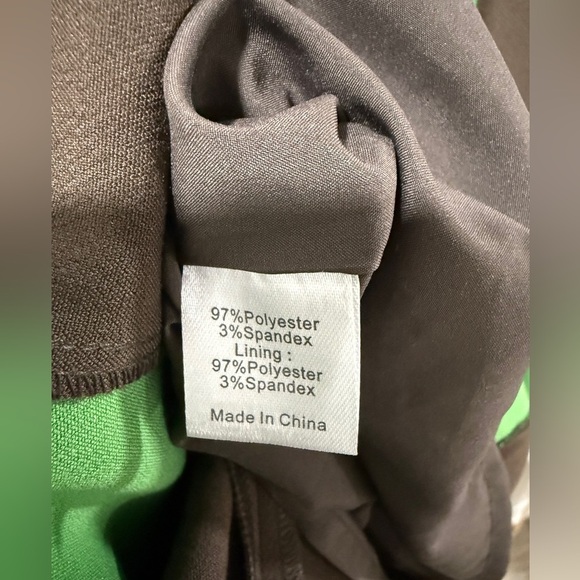 97%Polyester
3%Spandex
Lining :
97%Polyester
3%Spandex
Made In China